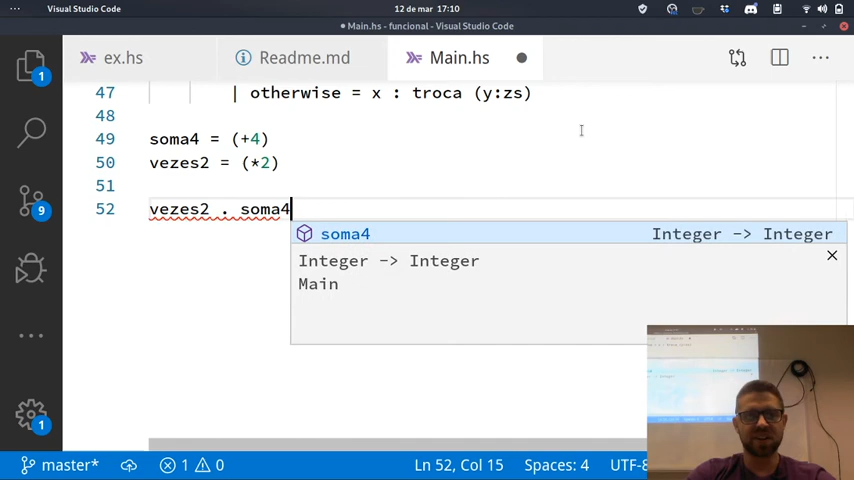 Visual Studio Code
12 de mar 17:10
Main.hs - funcional - Visual Studio Code
ex.hs
Readme.md
Main.hs
47 | otherwise = x : troca (y:zs)
48
49 soma4 = (+4)
50 vezes2 = (*2)
51
52 vezes2 . soma4
soma4 Integer -> Integer
Integer -> Integer
Main
1
9
1
master*
1 0
Ln 52, Col 15
Spaces: 4
UTF-8